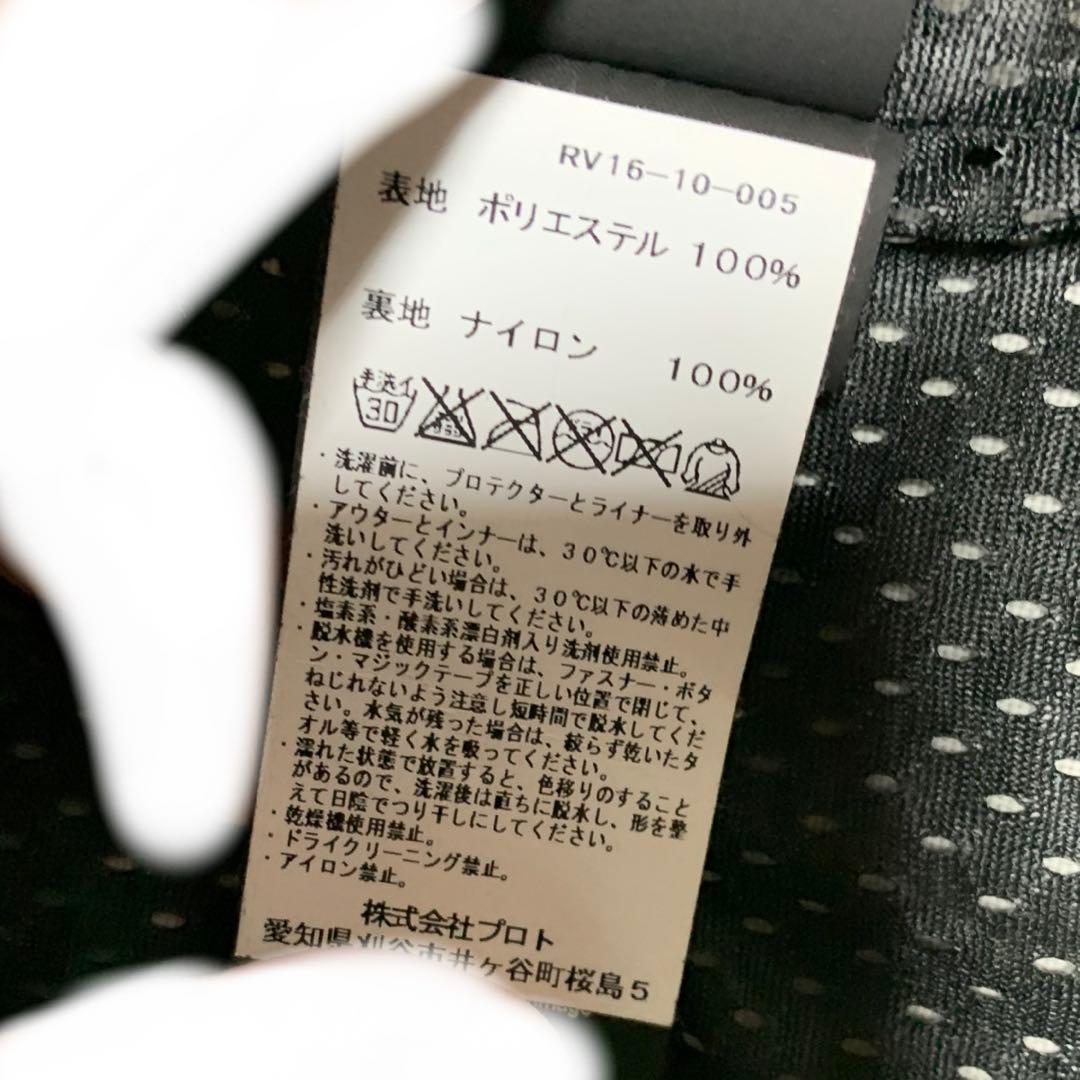 RV16-10-005
表地 ポリエステル 100%
裏地 ナイロン 100%
手洗イ
30
・洗濯前に、プロテクターとライナーを取り外
してください。
・アウターとインナーは、30℃以下の水で手
洗いしてください。
・汚れがひどい場合は、30℃以下の薄めた中
性洗剤で手洗いしてください。
・塩素系・酸素系漂白剤入り洗剤使用禁止。
・脱水機を使用する場合は、ファスナー・ボタ
ン・マジックテープを正しい位置で閉じて、
ねじれないよう注意し短時間で脱水してくだ
さい。水気が残った場合は、絞らず乾いたタ
オル等で軽く水を吸ってください。
・濡れた状態で放置すると、色移りのすること
があるので、洗濯後は直ちに脱水し、形を整
えて日陰でつり干しにしてください。
・乾燥機使用禁止。
・ドライクリーニング禁止。
・アイロン禁止。
株式会社プロト
愛知県刈谷市井ヶ谷町桜島5